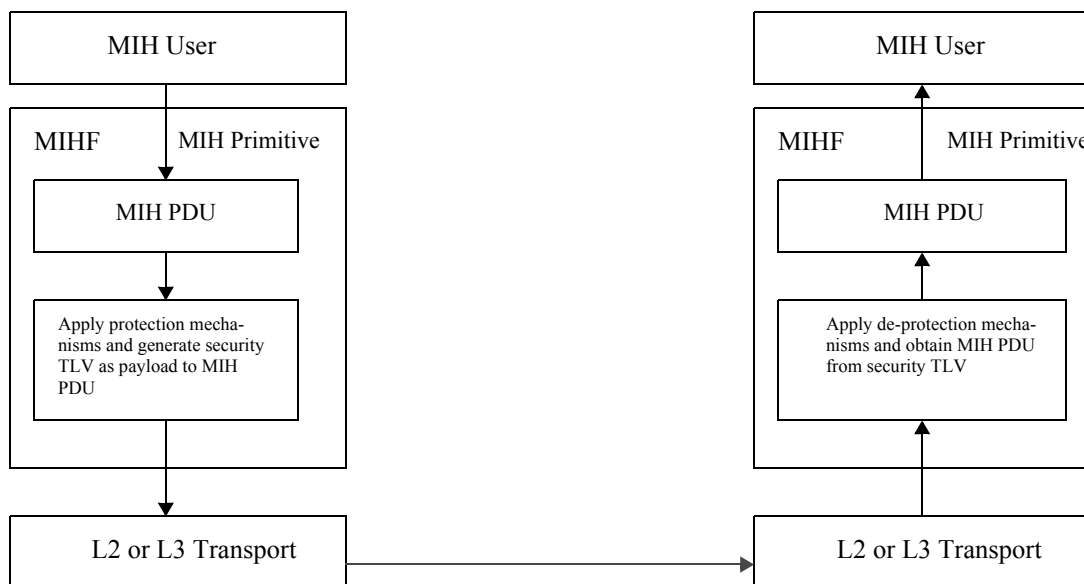 MIH User
MIHF
MIH Primitive
MIH PDU
Apply protection mecha-
nisms and generate security
TLV as payload to MIH
PDU
L2 or L3 Transport
MIH User
MIHF
MIH Primitive
MIH PDU
Apply de-protection mecha-
nisms and obtain MIH PDU
from security TLV
L2 or L3 Transport